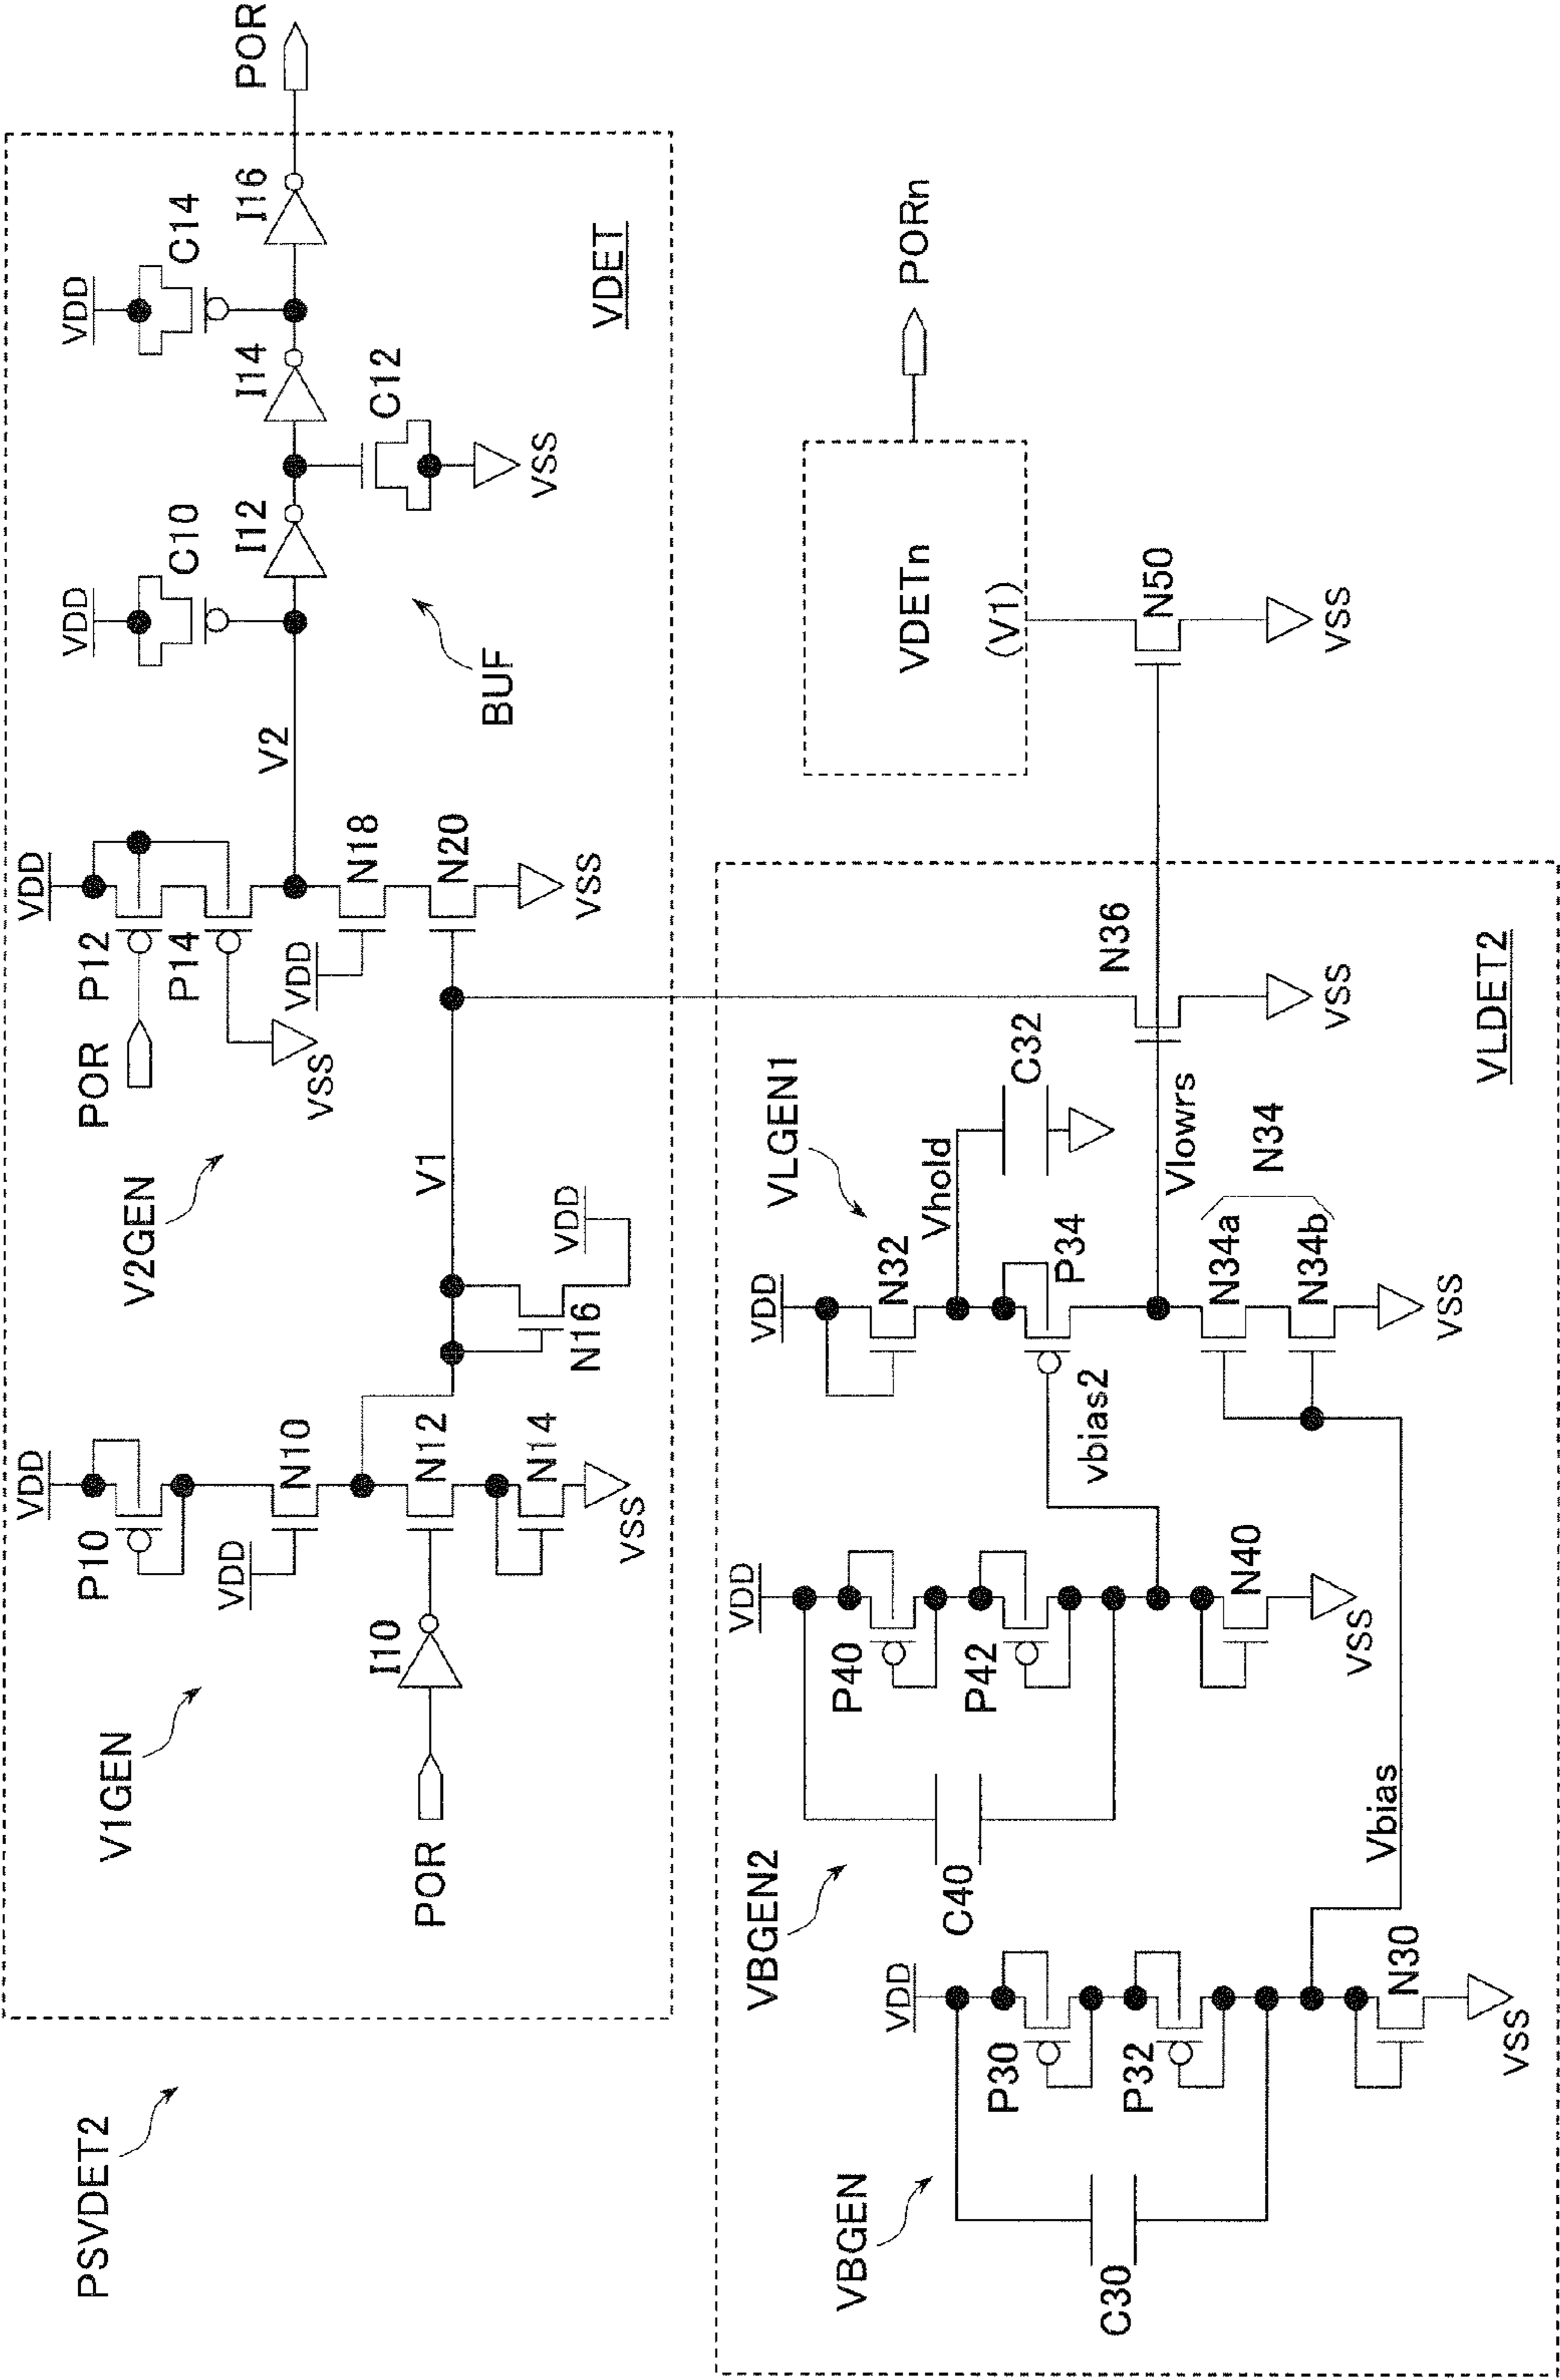 PSVDET2
V1GEN
V2GEN
VDD
P10
VDD
N10
N12
N14
VSS
I10
POR
V1
N16
VDD
VDD
POR
P12
P14
VSS
VDD
N18
N20
VSS
V2
VDD
C10
I12
BUF
C12
VSS
I14
VDD
C14
I16
POR
VDET
VBGEN
C30
VDD
P30
P32
N30
VSS
Vbias
VBGEN2
C40
VDD
P40
P42
N40
VSS
vbias2
VLGEN1
VDD
N32
Vhold
C32
P34
Vlowrs
N34a
N34b
N34
VSS
N36
VSS
VLDET2
VDETn
(V1)
PORn
N50
VSS